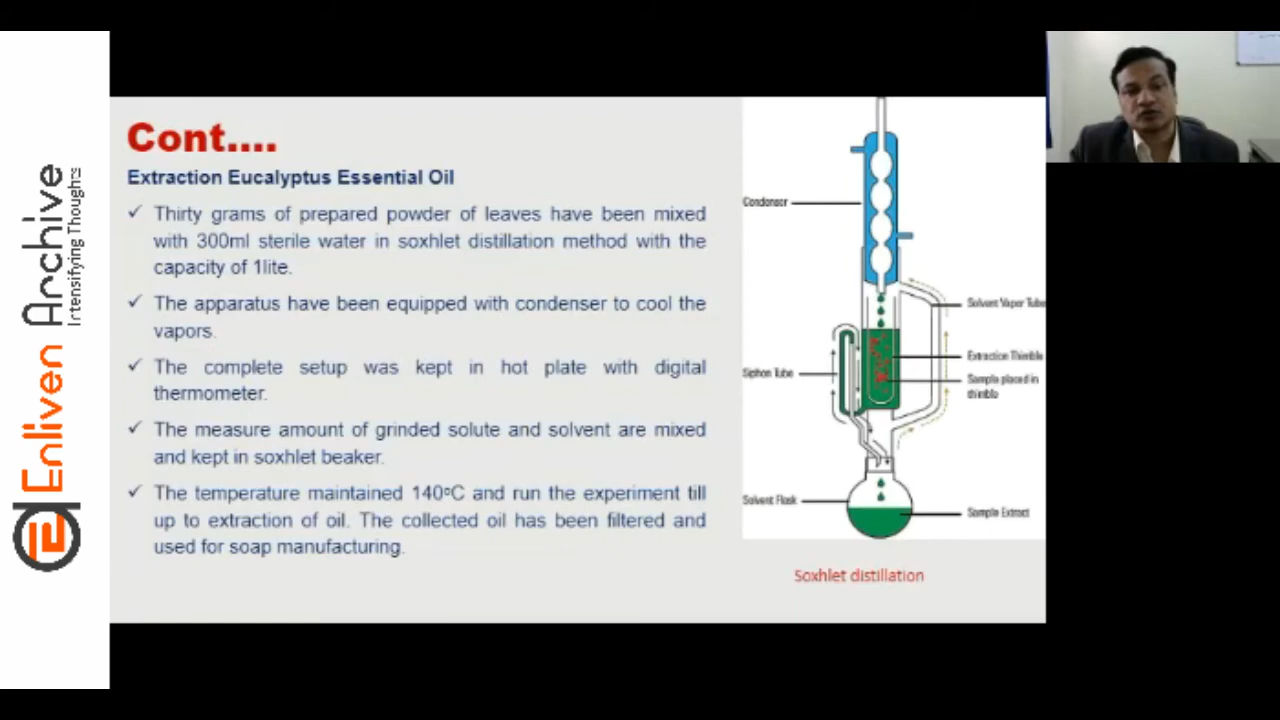 Enliven Archive
Intensifying Thoughts
Cont....
Extraction Eucalyptus Essential Oil
✓ Thirty grams of prepared powder of leaves have been mixed
with 300ml sterile water in soxhlet distillation method with the
capacity of 1lite.
✓ The apparatus have been equipped with condenser to cool the
vapors.
✓ The complete setup was kept in hot plate with digital
thermometer.
✓ The measure amount of grinded solute and solvent are mixed
and kept in soxhlet beaker.
✓ The temperature maintained 140ºC and run the experiment till
up to extraction of oil. The collected oil has been filtered and
used for soap manufacturing.
Condensor
Solvent Vapor Tube
Extraction Thimble
Siphon Tube
Sample placed in
thimble
Solvent Flask
Sample Extract
Soxhlet distillation